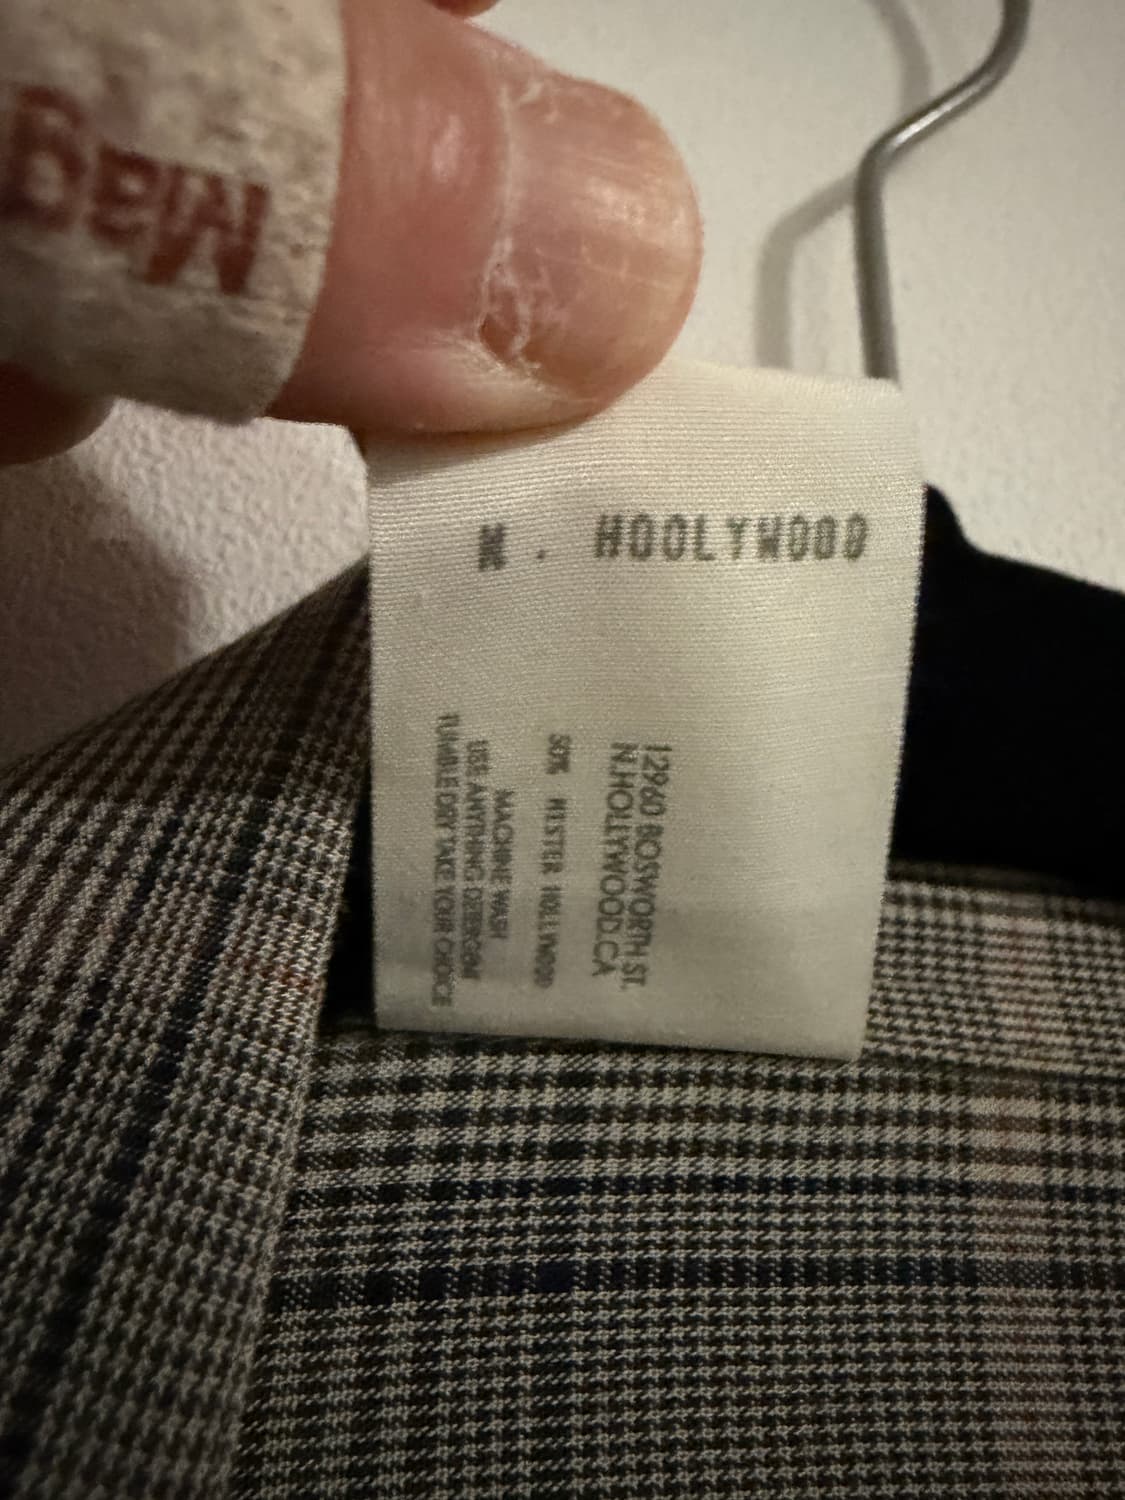 Mag
N. HOOLYWOOD
12960 BOSWORTH ST.
N.HOLLYWOOD.CA
50% MISTER HOLLYWOOD
MACHINE WASH
USE ANYTHING DETERGENT
TUMBLE DRY TAKE YOUR CHOICE